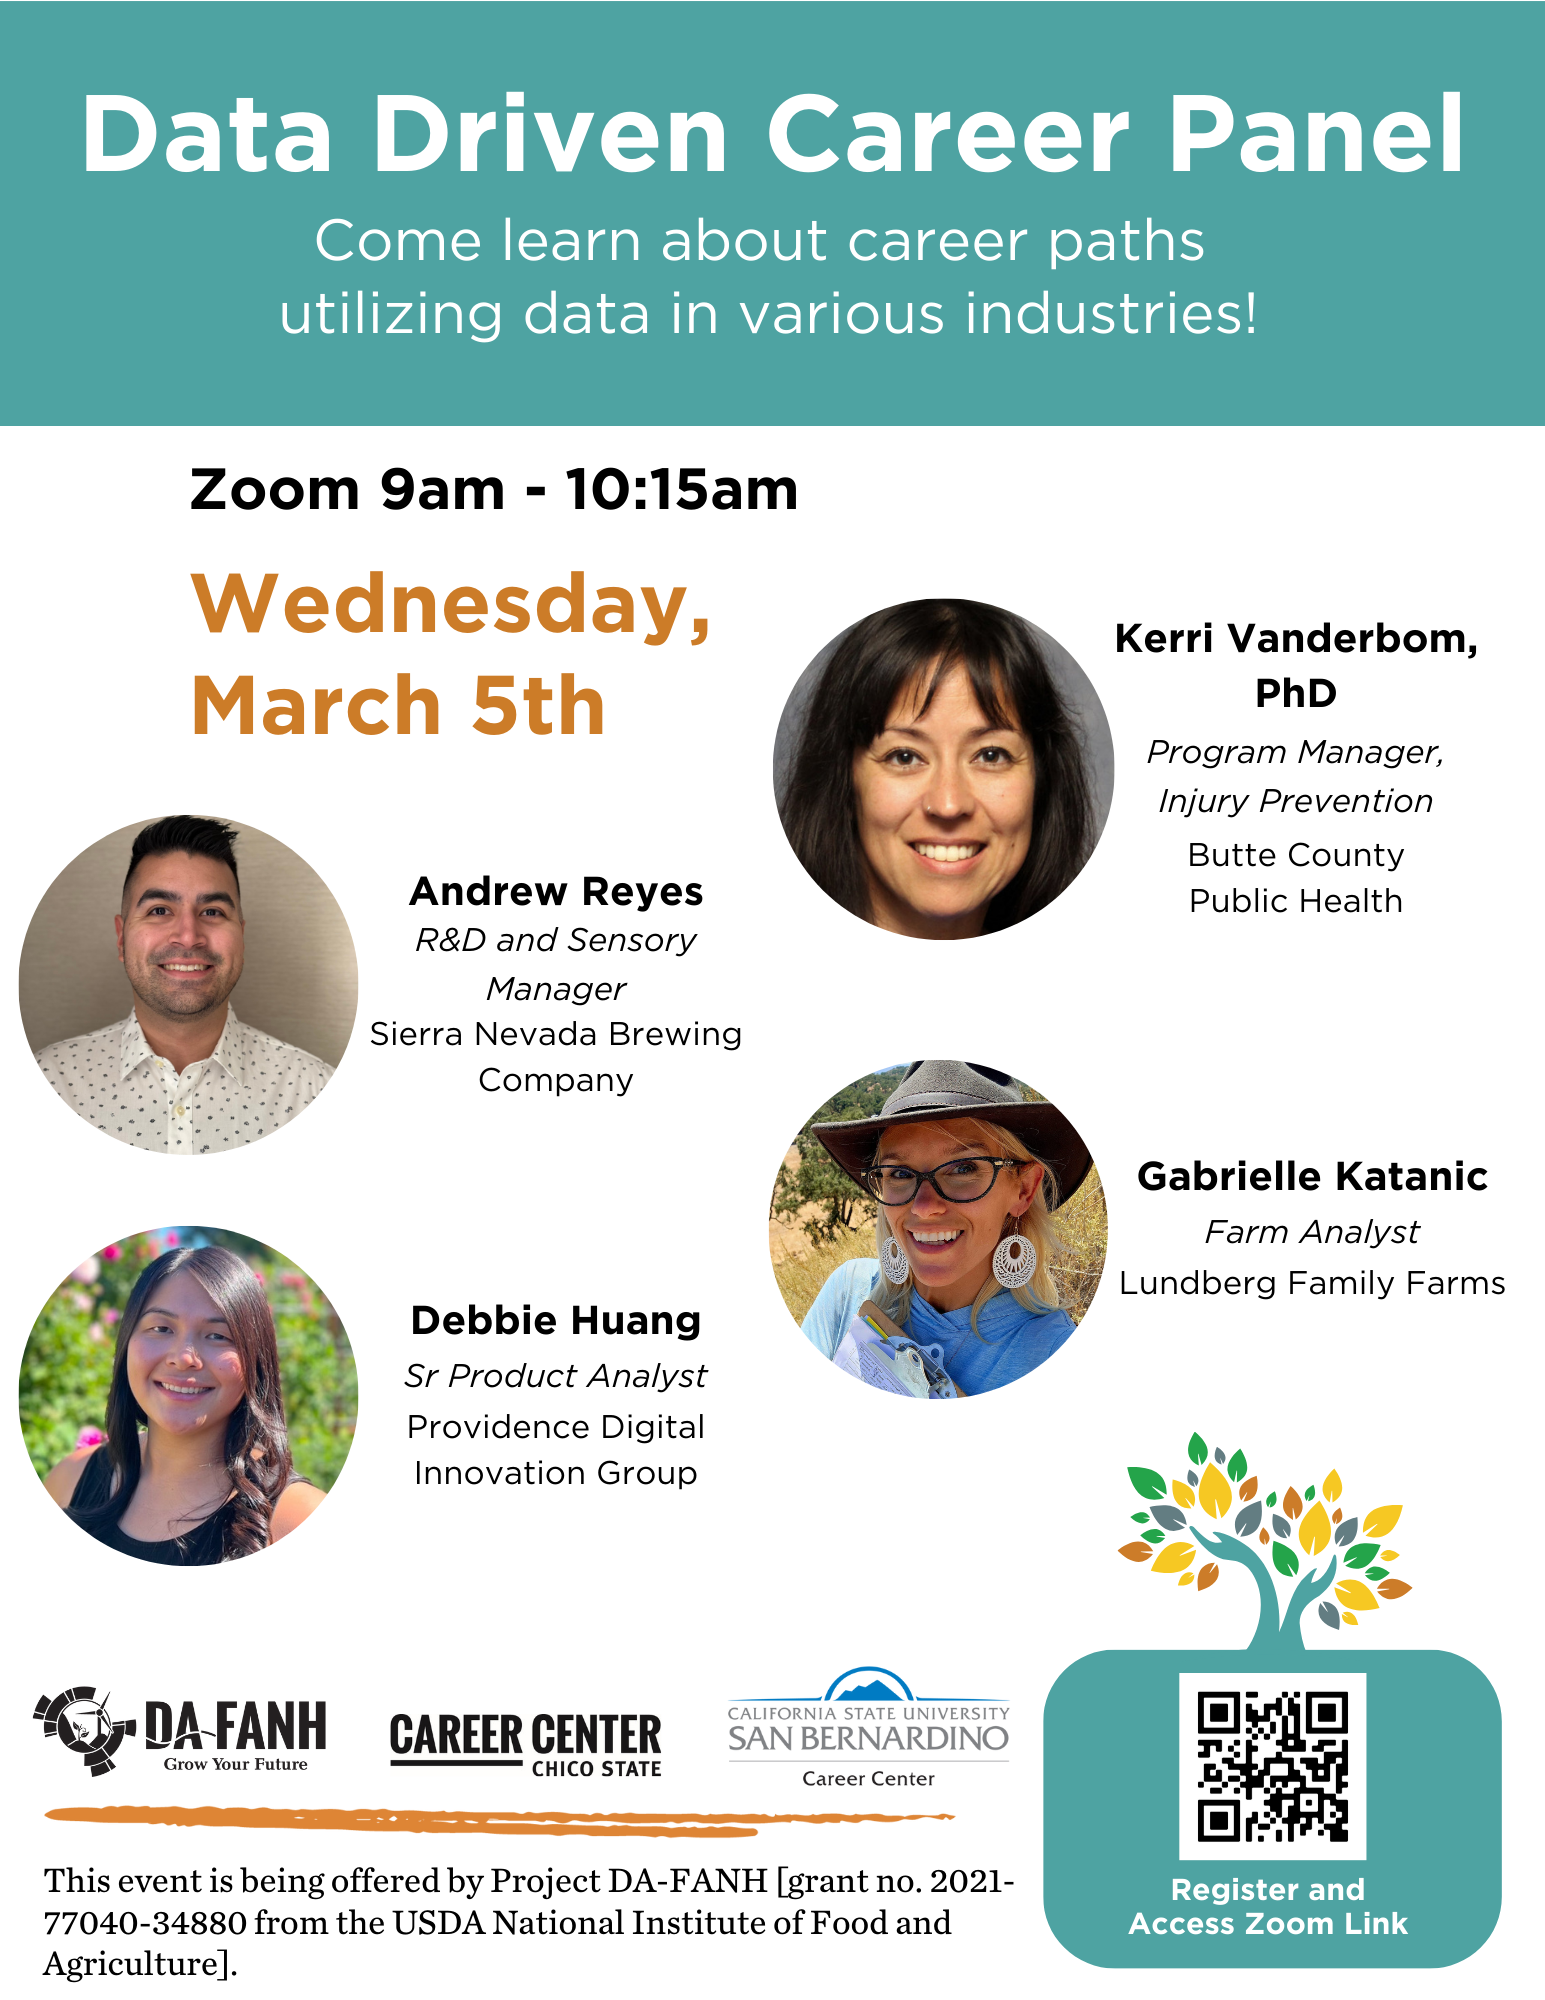 Data Driven Career Panel
Come learn about career paths
utilizing data in various industries!
Zoom 9am - 10:15am
Wednesday,
March 5th
Kerri Vanderbom,
PhD
Program Manager,
Injury Prevention
Butte County
Public Health
Andrew Reyes
R&D and Sensory
Manager
Sierra Nevada Brewing
Company
Gabrielle Katanic
Farm Analyst
Lundberg Family Farms
Debbie Huang
Sr Product Analyst
Providence Digital
Innovation Group
DA-FANH
Grow Your Future
CAREER CENTER
CHICO STATE
CALIFORNIA STATE UNIVERSITY
SAN BERNARDINO
Career Center
This event is being offered by Project DA-FANH [grant no. 2021-
77040-34880 from the USDA National Institute of Food and
Agriculture].
Register and
Access Zoom Link